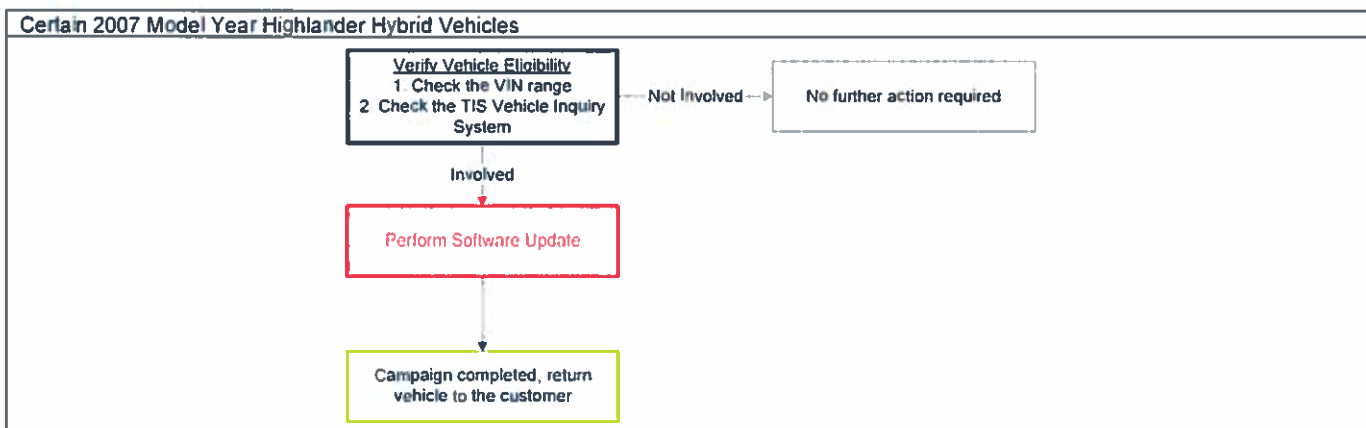 Certain 2007 Model Year Highlander Hybrid Vehicles
Verify Vehicle Eligibility
1. Check the VIN range
2. Check the TIS Vehicle Inquiry
System
Not Involved
No further action required
Involved
Perform Software Update
Campaign completed, return
vehicle to the customer